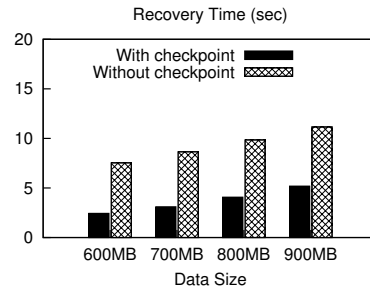 Recovery Time (sec)
20
With checkpoint
Without checkpoint
15
10
5
0
600MB 700MB 800MB 900MB
Data Size